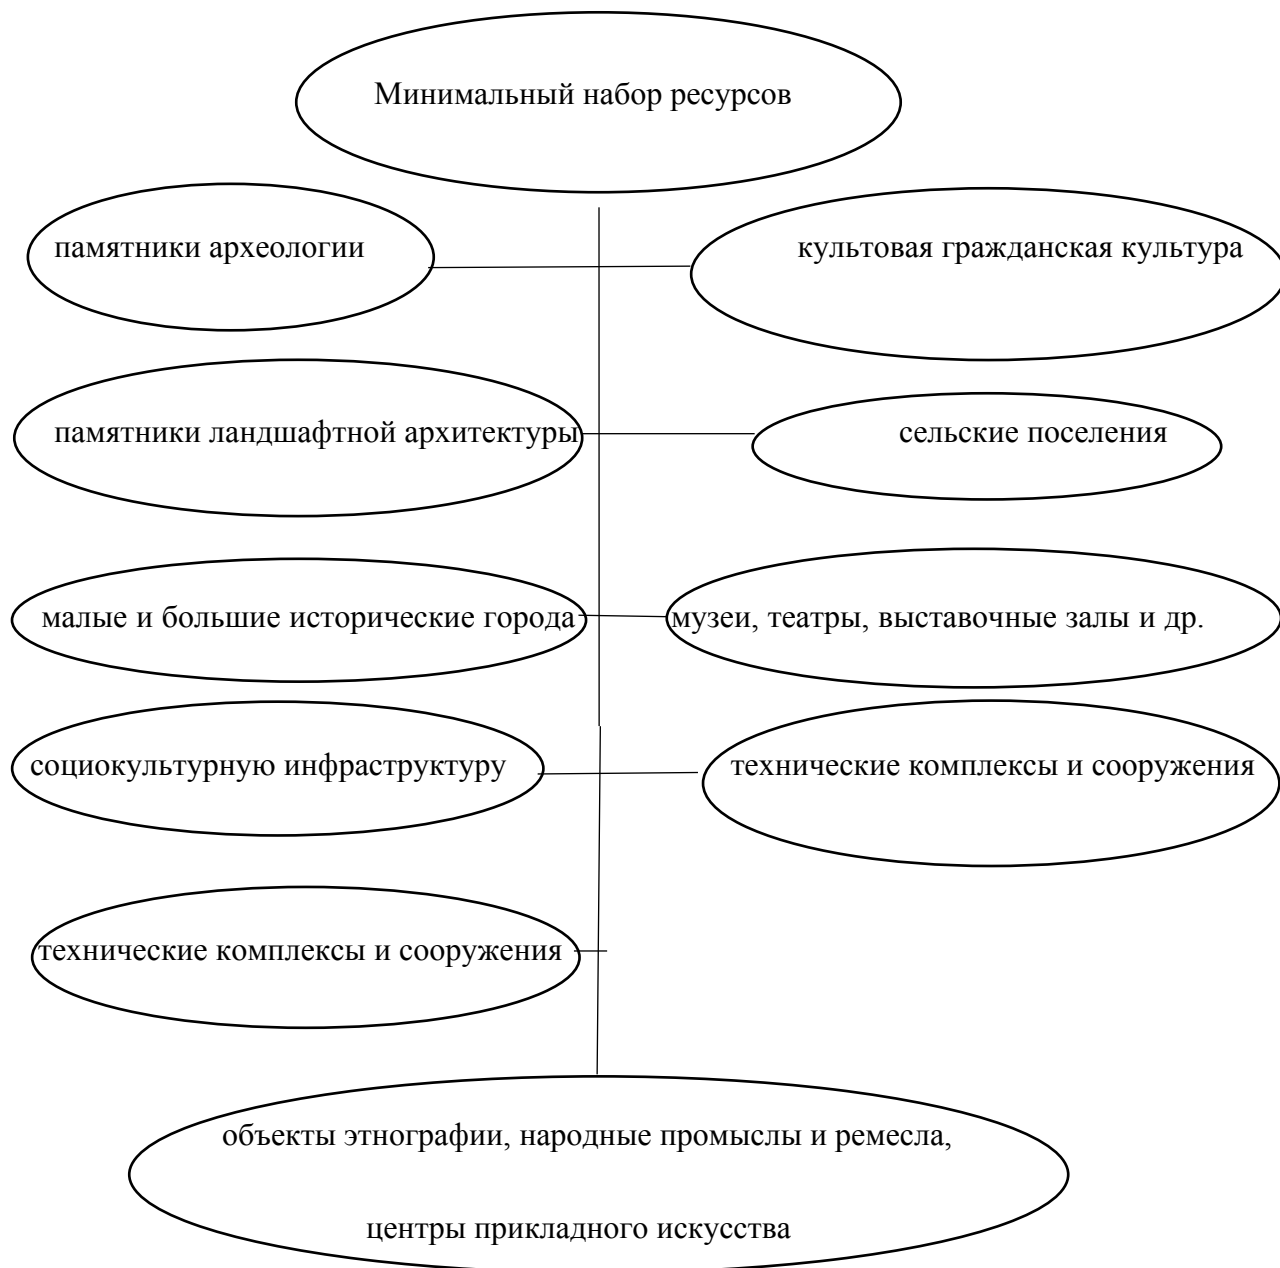 Минимальный набор ресурсов
памятники археологии
культовая гражданская культура
памятники ландшафтной архитектуры
сельские поселения
малые и большие исторические города
музеи, театры, выставочные залы и др.
социокультурную инфраструктуру
технические комплексы и сооружения
технические комплексы и сооружения
объекты этнографии, народные промыслы и ремесла,
центры прикладного искусства